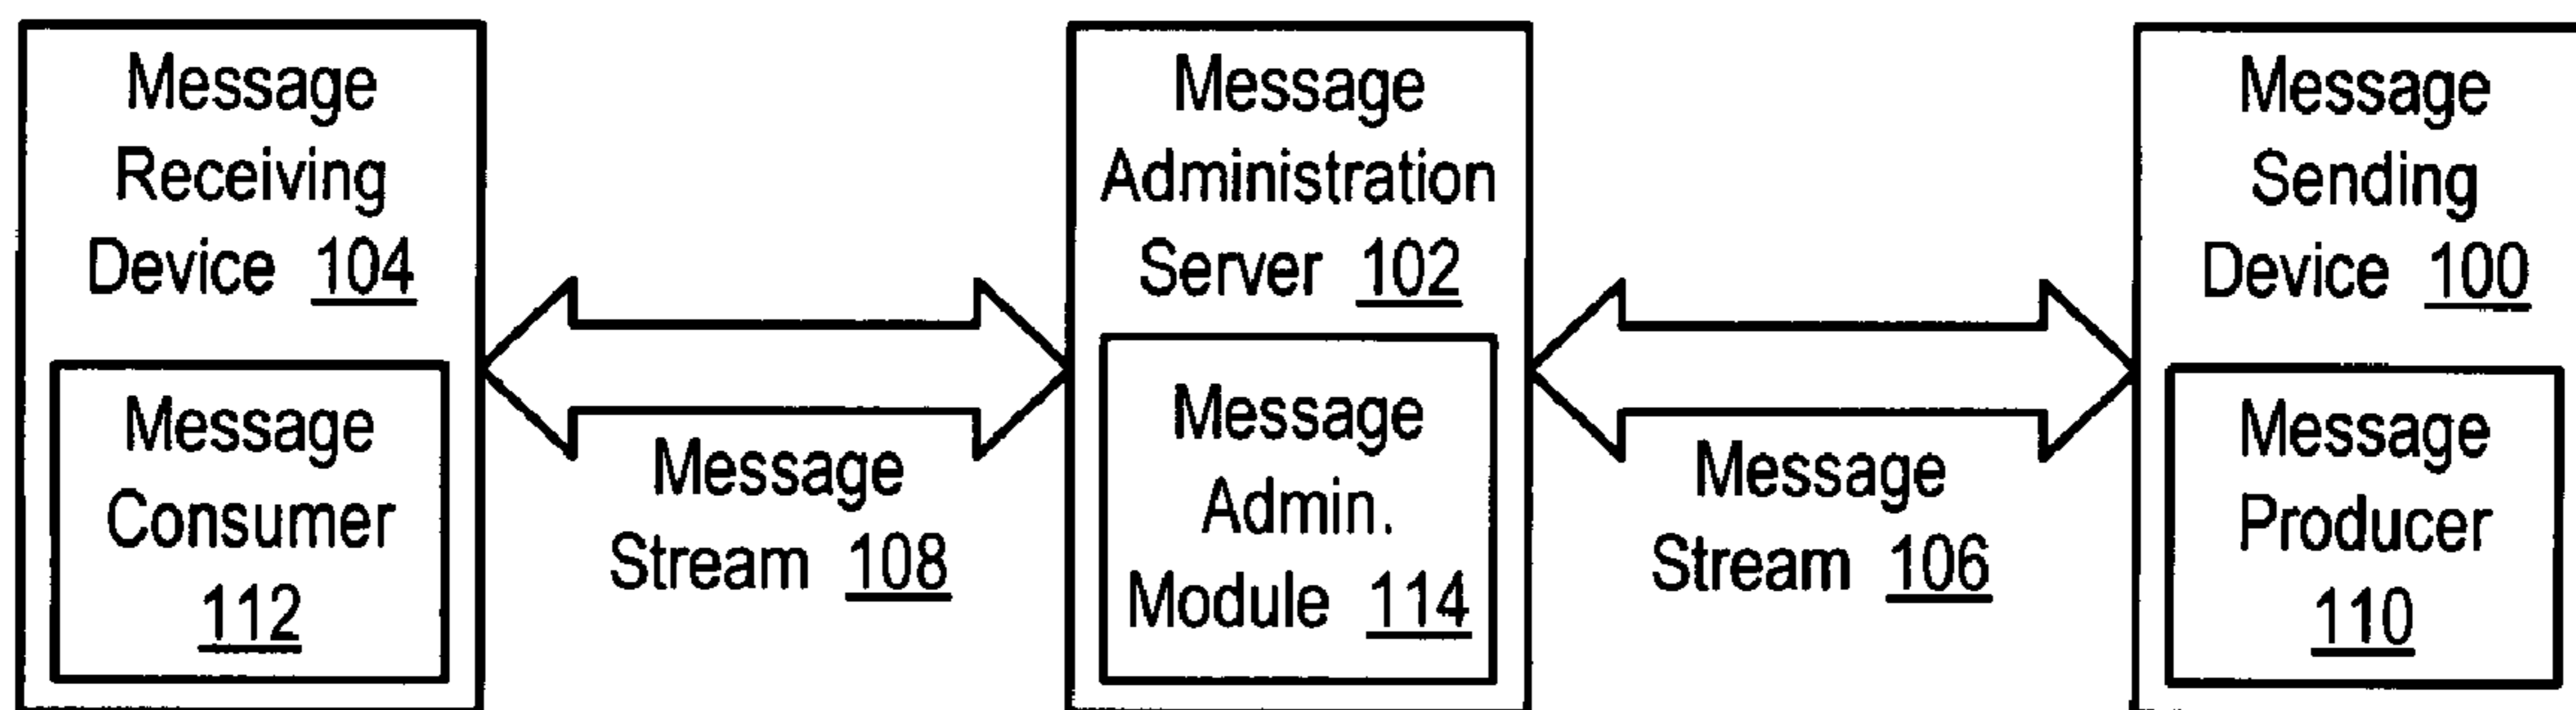 Message
Receiving
Device 104
Message
Consumer
112
Message
Stream 108
Message
Administration
Server 102
Message
Admin.
Module 114
Message
Stream 106
Message
Sending
Device 100
Message
Producer
110